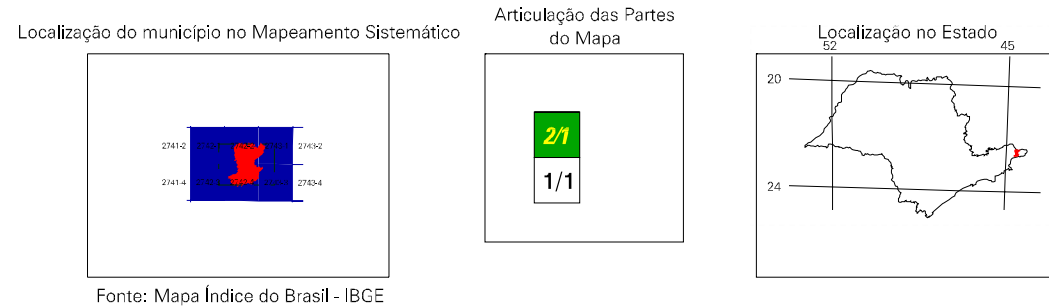 Localização do município no Mapeamento Sistemático
2741-2
2743-2
2741-4
2743-4
Fonte: Mapa Índice do Brasil - IBGE
Articulação das Partes
do Mapa
2/1
1/1
Localização no Estado
52
45
20
24